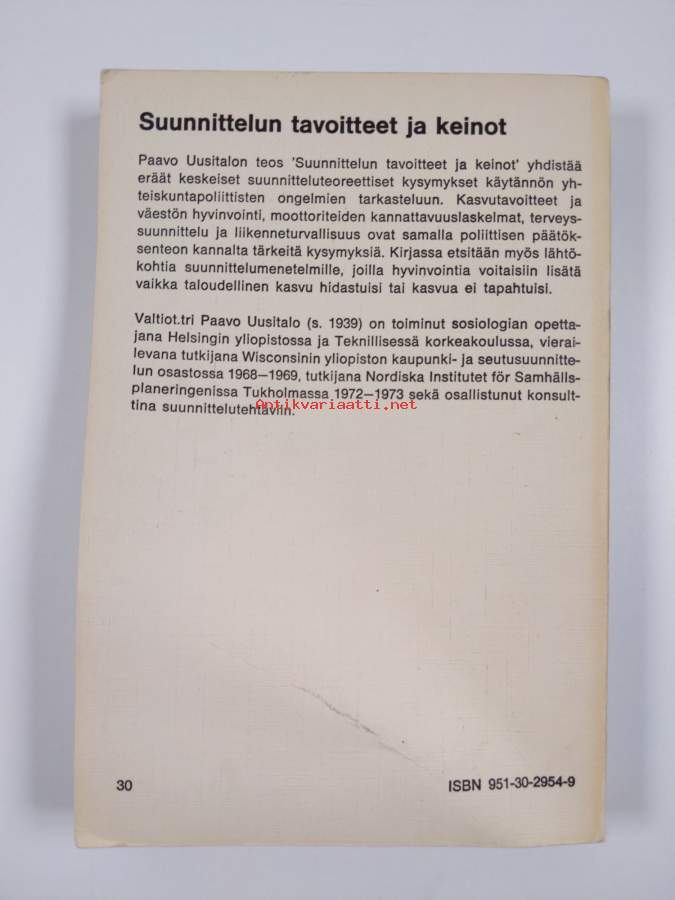 Suunnittelun tavoitteet ja keinot
Paavo Uusitalon teos 'Suunnittelun tavoitteet ja keinot' yhdistää
eräät keskeiset suunnitteluteoreettiset kysymykset käytännön yh-
teiskuntapoliittisten ongelmien tarkasteluun. Kasvutavoitteet ja
väestön hyvinvointi, moottoriteiden kannattavuuslaskelmat, terveys-
suunnittelu ja liikenneturvallisuus ovat samalla poliittisen päätök-
senteon kannalta tärkeitä kysymyksiä. Kirjassa etsitään myös lähtö-
kohtia suunnittelumenetelmille, joilla hyvinvointia voitaisiin lisätä
vaikka taloudellinen kasvu hidastuisi tai kasvua ei tapahtuisi.
Valtiot.tri Paavo Uusitalo (s. 1939) on toiminut sosiologian opetta-
jana Helsingin yliopistossa ja Teknillisessä korkeakoulussa, vierai-
levana tutkijana Wisconsinin yliopiston kaupunki- ja seutusuunnitte-
lun osastossa 1968–1969, tutkijana Nordiska Institutet för Samhälls-
planeringenissa Tukholmassa 1972–1973 sekä osallistunut konsult-
tina suunnittelutehtäviin.
Antikvariaatti.net
30
ISBN 951-30-2954-9